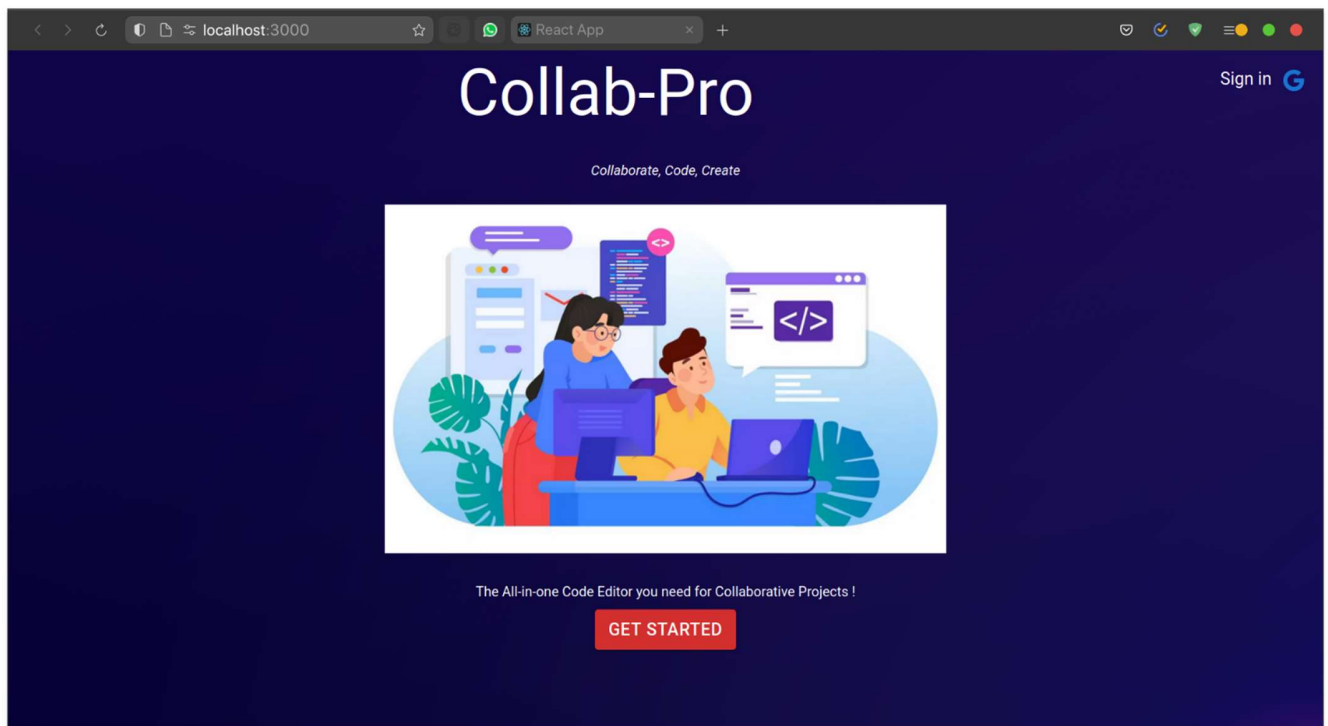 localhost:3000
React App
Collab-Pro
Sign in
Collaborate, Code, Create
</>
The All-in-one Code Editor you need for Collaborative Projects !
GET STARTED